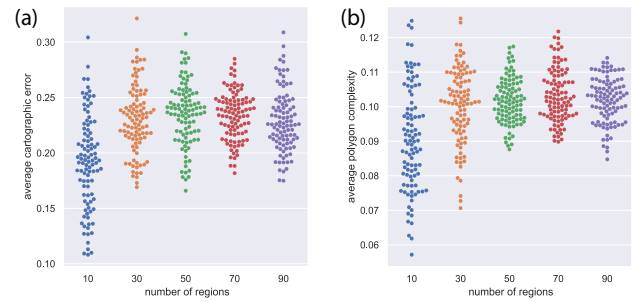 (a)
0.30
0.25
0.20
0.15
0.10
average cartographic error
10 30 50 70 90
number of regions
(b)
0.12
0.11
0.10
0.09
0.08
0.07
0.06
average polygon complexity
10 30 50 70 90
number of regions